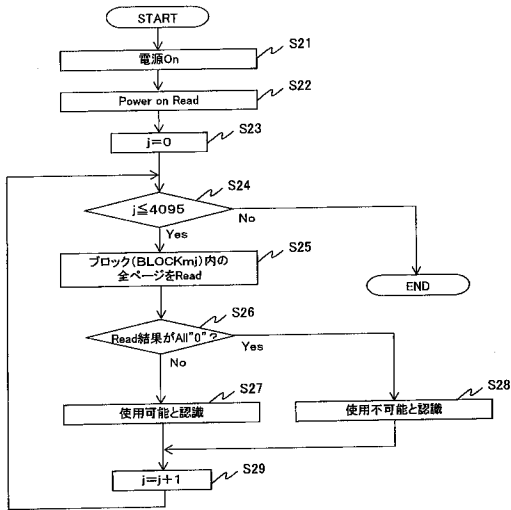 START
S21
電源On
S22
Power on Read
S23
j=0
S24
j≦4095
No
Yes
S25
ブロック(BLOCKmj)内の
全ページをRead
END
S26
Read結果がAll"0"?
Yes
No
S27
使用可能と認識
S28
使用不可能と認識
S29
j=j+1